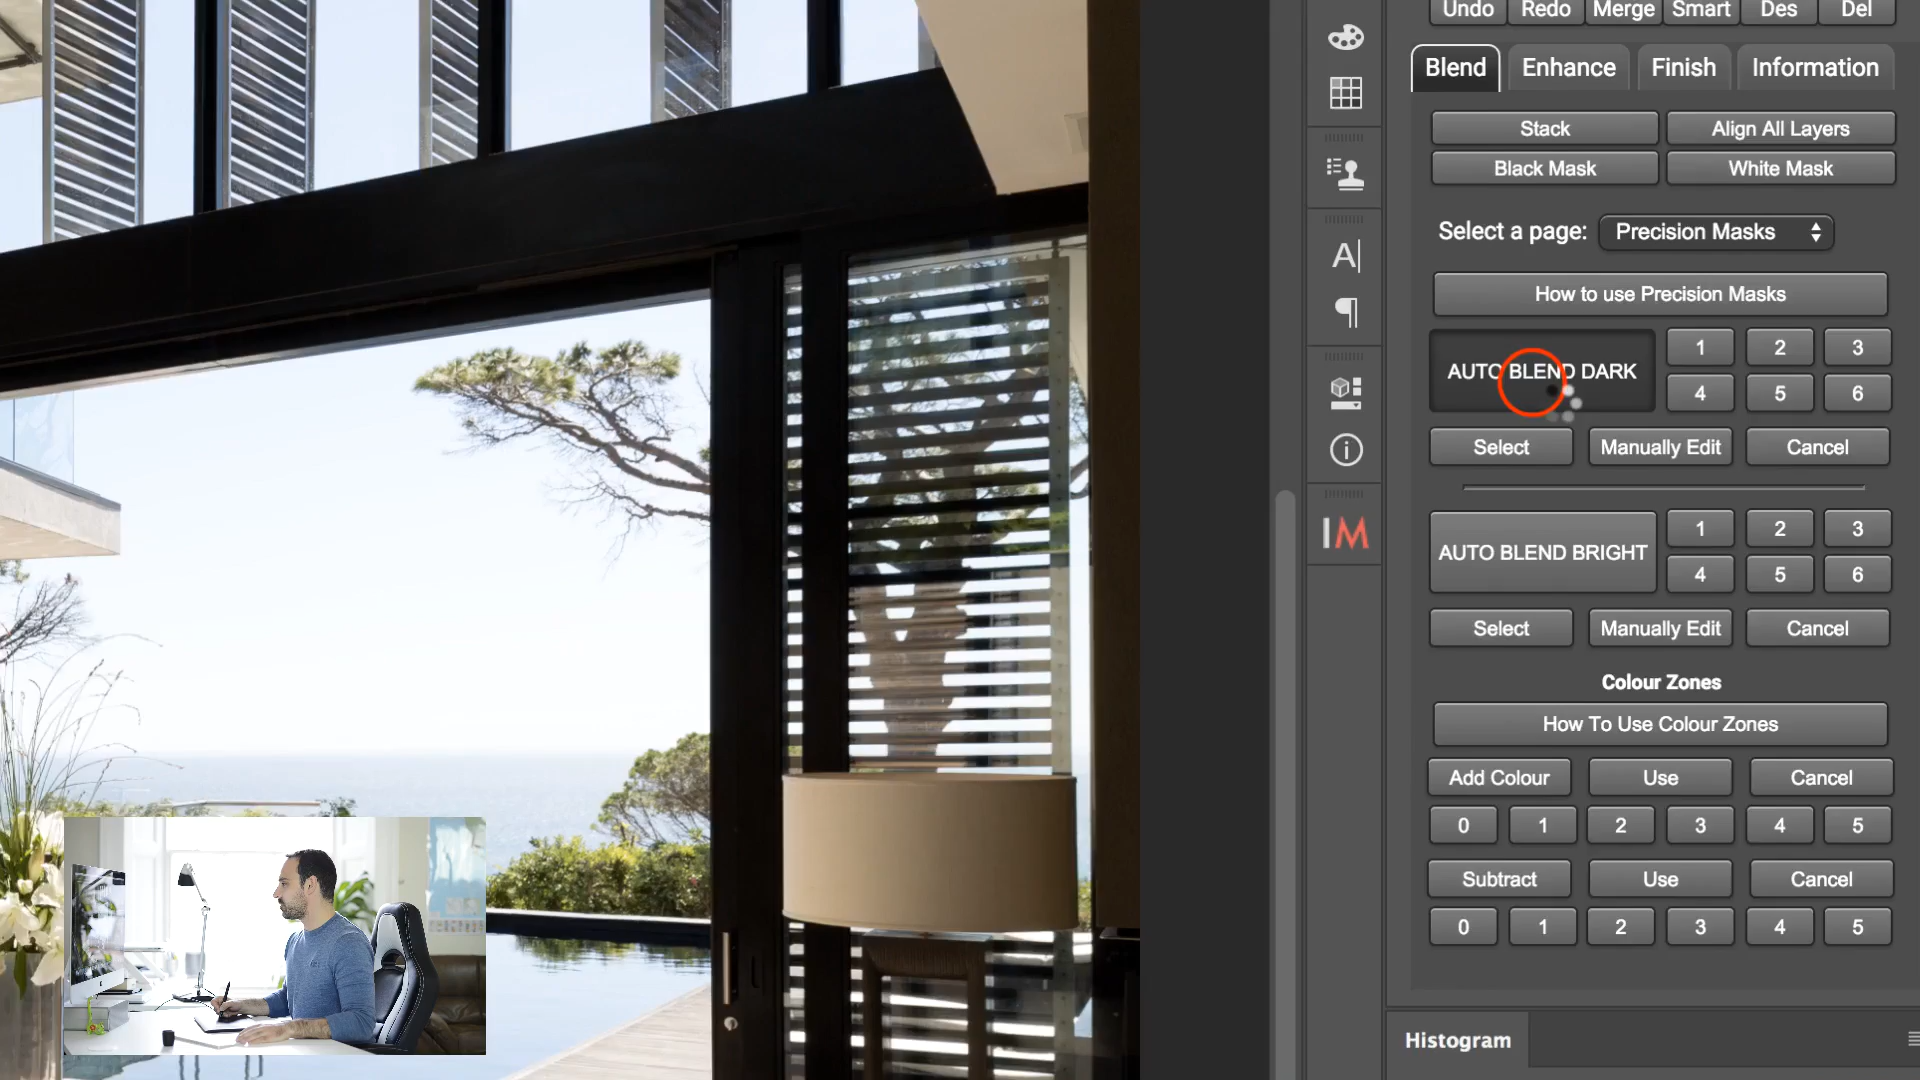 Undo Redo Merge Smart Des Del
Blend Enhance Finish Information
Stack Align All Layers
Black Mask White Mask
Select a page: Precision Masks
How to use Precision Masks
AUTO BLEND DARK
1 2 3
4 5 6
Select Manually Edit Cancel
AUTO BLEND BRIGHT
1 2 3
4 5 6
Select Manually Edit Cancel
Colour Zones
How To Use Colour Zones
Add Colour Use Cancel
0 1 2 3 4 5
Subtract Use Cancel
0 1 2 3 4 5
Histogram
A
IM